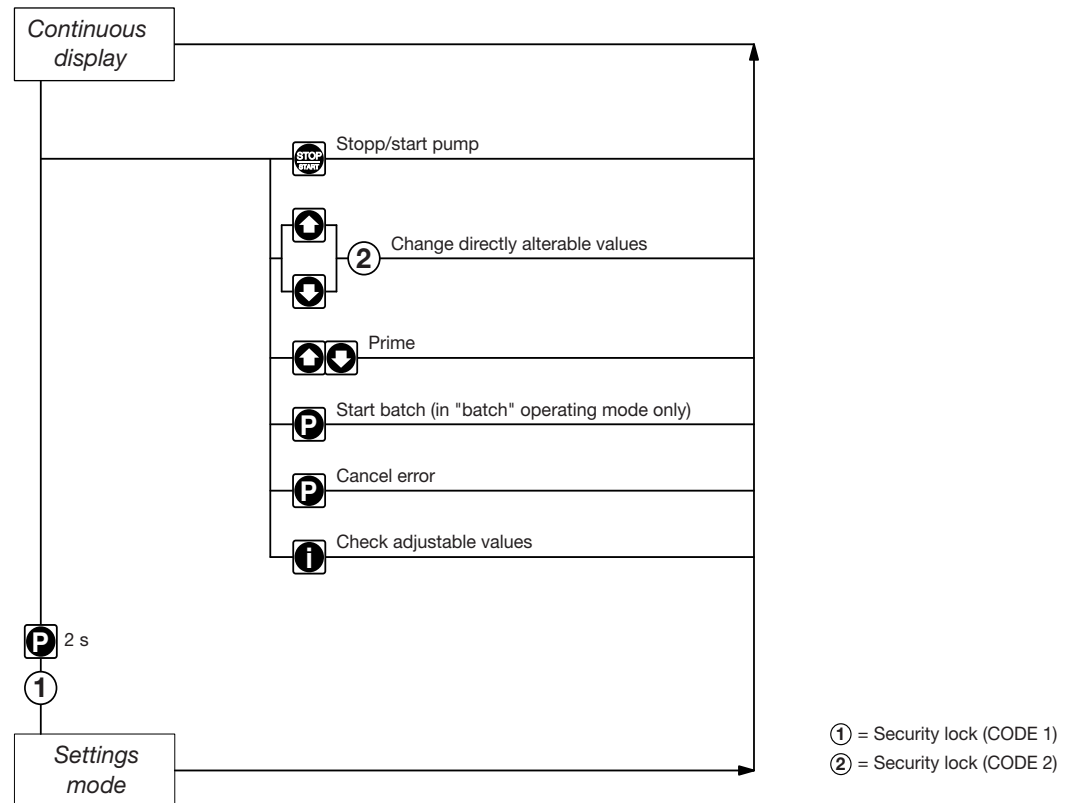 Continuous
display
STOP
START
Stopp/start pump
2
Change directly alterable values
Prime
P
Start batch (in "batch" operating mode only)
P
Cancel error
i
Check adjustable values
P 2 s
1
Settings
mode
1 = Security lock (CODE 1)
2 = Security lock (CODE 2)